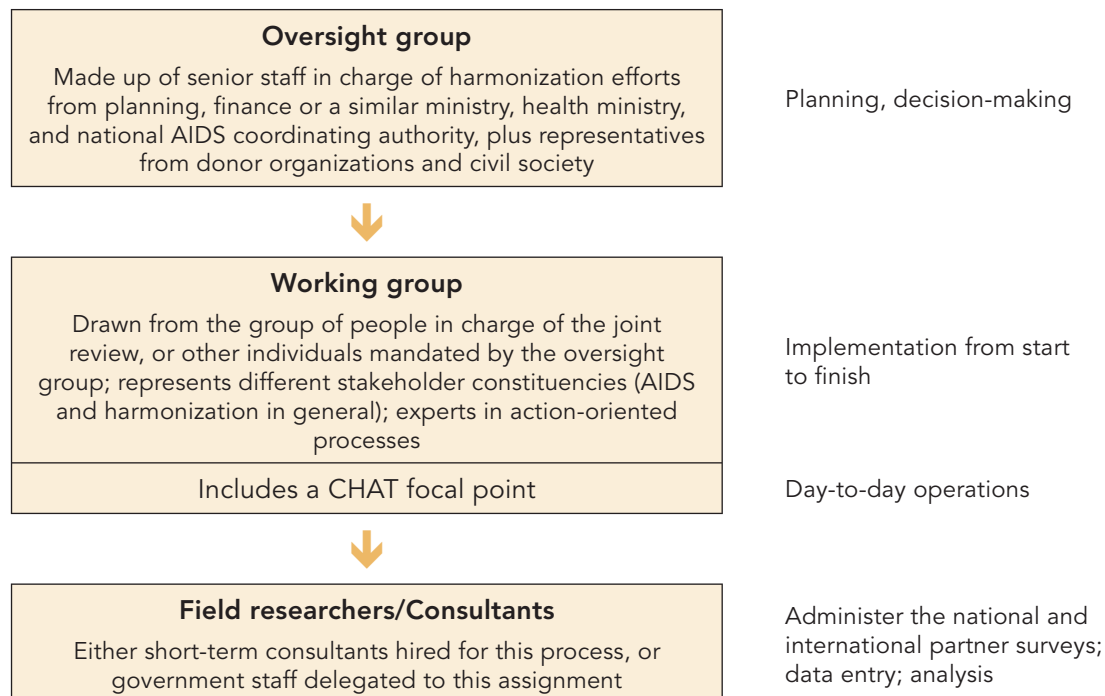 Oversight group
Made up of senior staff in charge of harmonization efforts
from planning, finance or a similar ministry, health ministry,
and national AIDS coordinating authority, plus representatives
from donor organizations and civil society
Planning, decision-making
Working group
Drawn from the group of people in charge of the joint
review, or other individuals mandated by the oversight
group; represents different stakeholder constituencies (AIDS
and harmonization in general); experts in action-oriented
processes
Implementation from start
to finish
Includes a CHAT focal point
Day-to-day operations
Field researchers/Consultants
Either short-term consultants hired for this process, or
government staff delegated to this assignment
Administer the national and
international partner surveys;
data entry; analysis